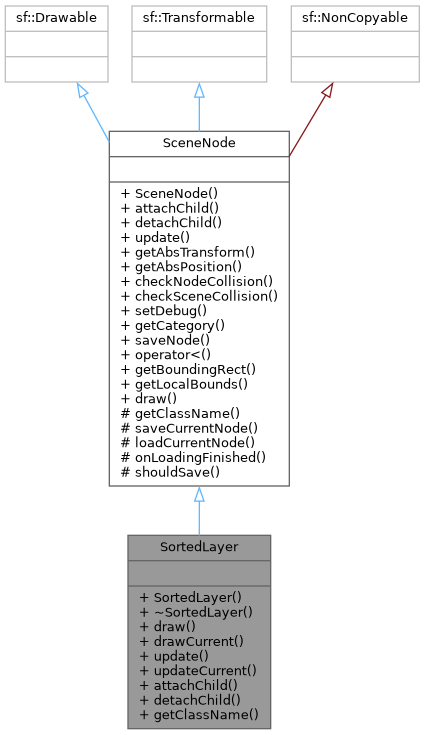 sf::Drawable
sf::Transformable
sf::NonCopyable
SceneNode
+ SceneNode()
+ attachChild()
+ detachChild()
+ update()
+ getAbsTransform()
+ getAbsPosition()
+ checkNodeCollision()
+ checkSceneCollision()
+ setDebug()
+ getCategory()
+ saveNode()
+ operator<()
+ getBoundingRect()
+ getLocalBounds()
+ draw()
# getClassName()
# saveCurrentNode()
# loadCurrentNode()
# onLoadingFinished()
# shouldSave()
SortedLayer
+ SortedLayer()
+ ~SortedLayer()
+ draw()
+ drawCurrent()
+ update()
+ updateCurrent()
+ attachChild()
+ detachChild()
+ getClassName()